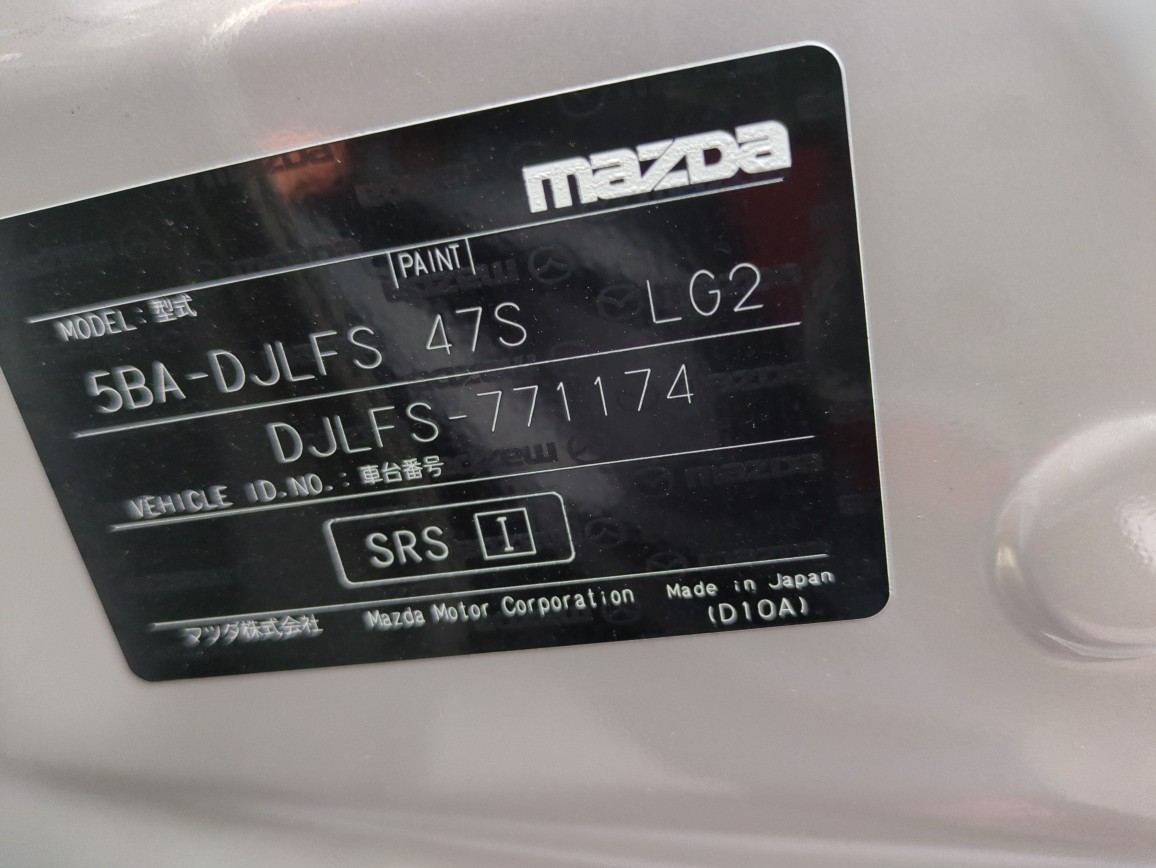 mazda
PAINT
MODEL : 型式
5BA-DJLFS 47S LG2
DJLFS-771174
VEHICLE ID.NO. : 車台番号
SRS I
マツダ株式会社 Mazda Motor Corporation Made in Japan
(D10A)